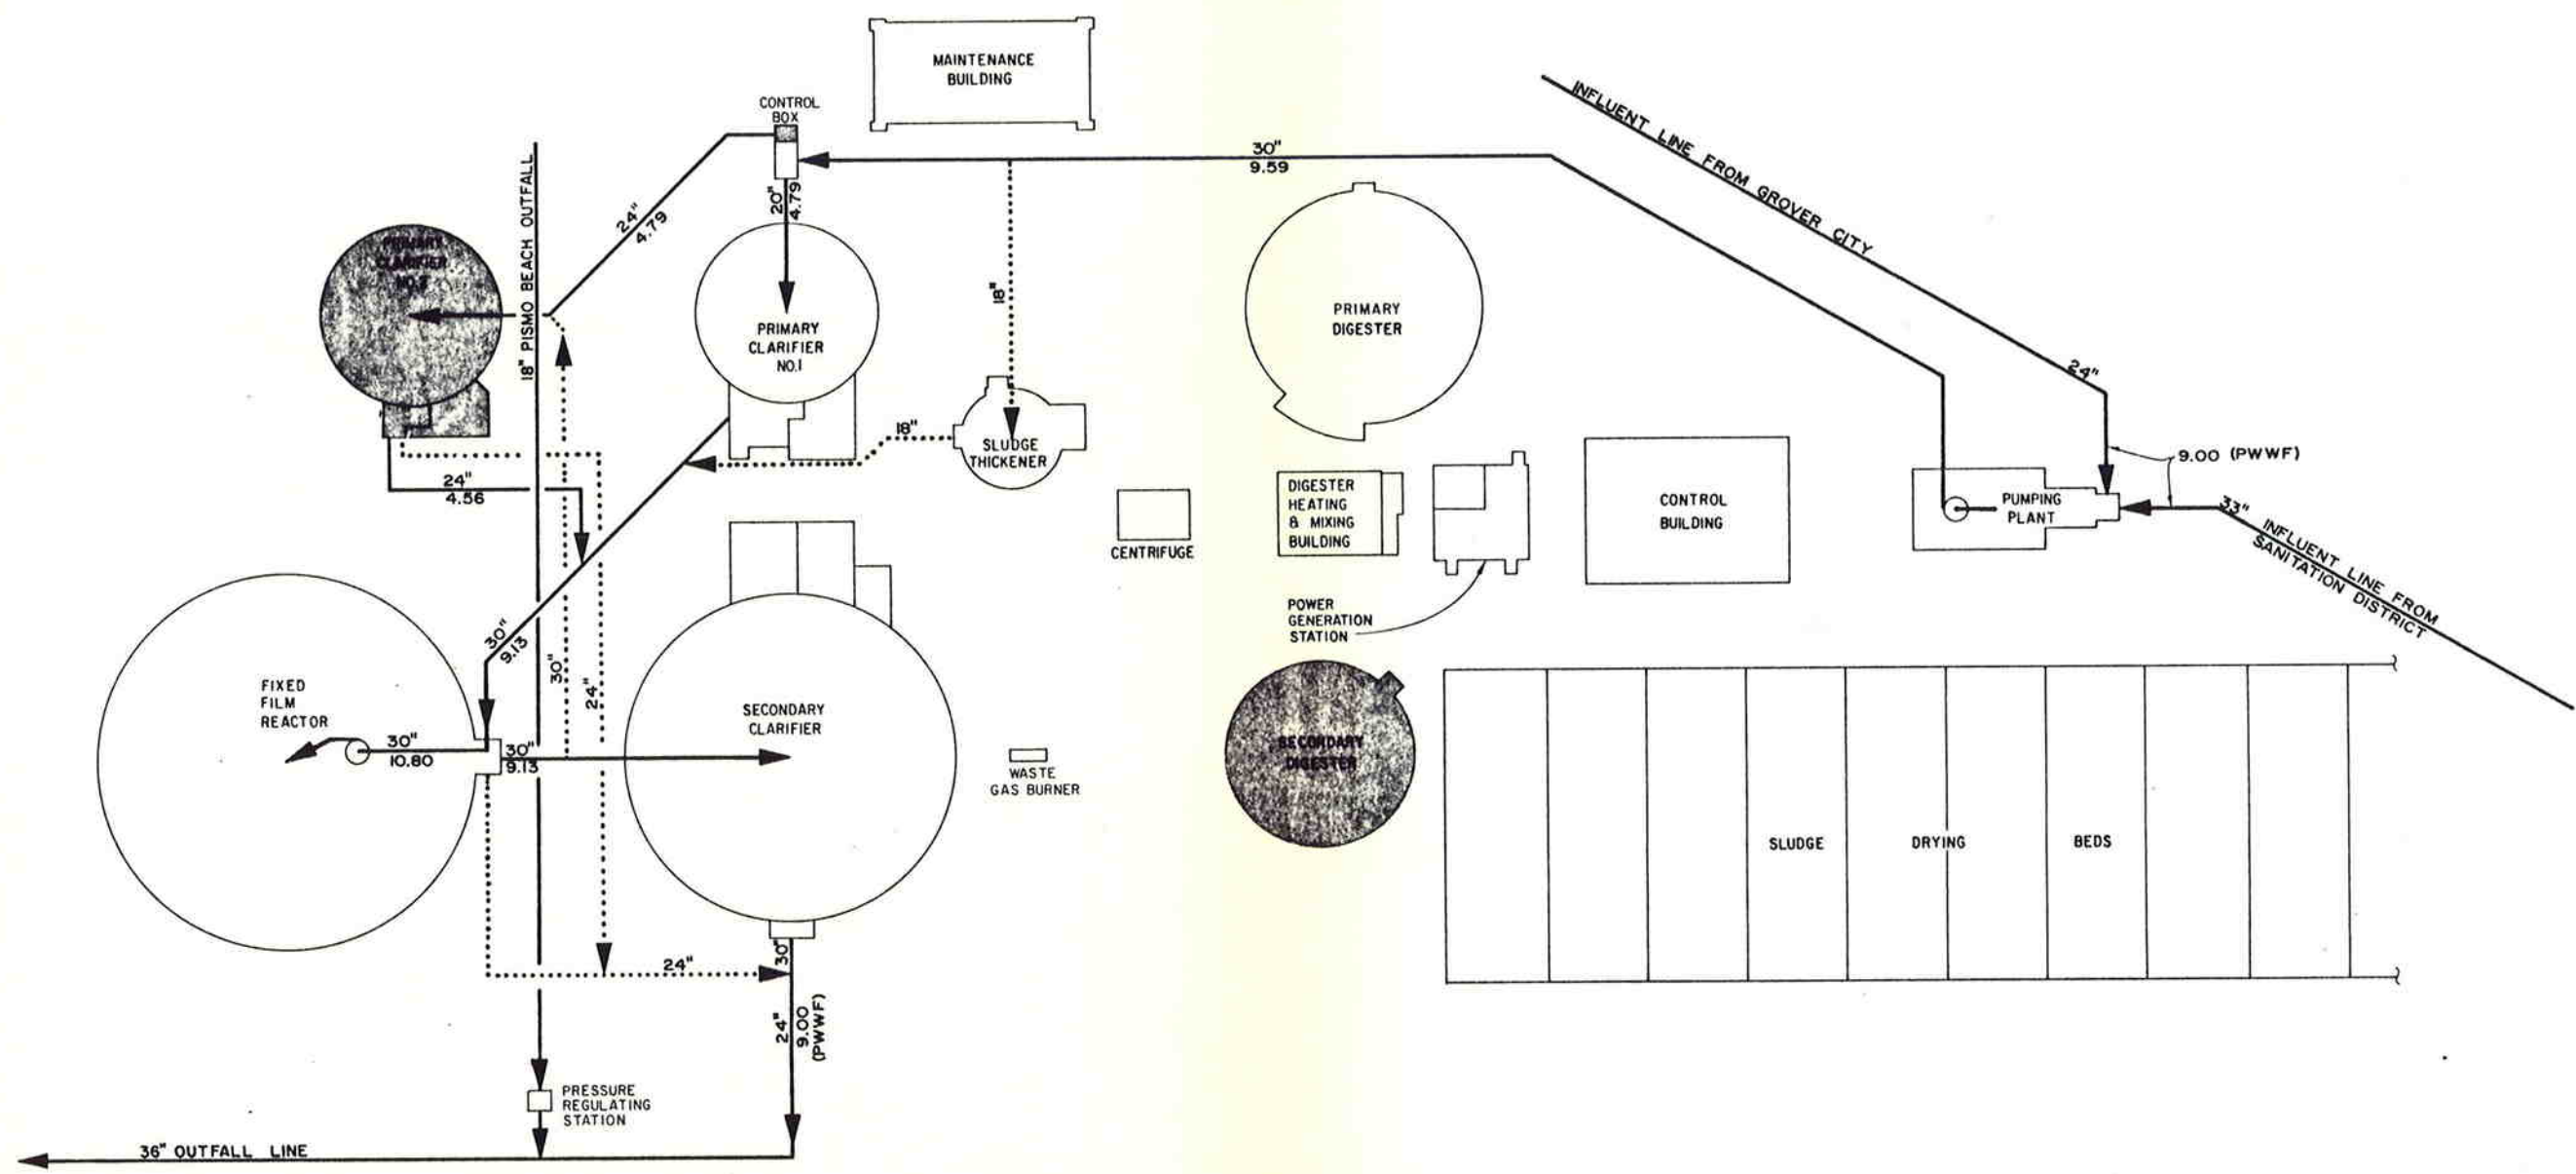 MAINTENANCE
BUILDING
CONTROL
BOX
INFLUENT LINE FROM GROVER CITY
30"
9.59
20"
4.79
24"
4.79
18" PISMO BEACH OUTFALL
PRIMARY
CLARIFIER
18"
PRIMARY
CLARIFIER
NO.1
PRIMARY
DIGESTER
24"
18"
SLUDGE
THICKENER
9.00 (PWWF)
24"
4.56
DIGESTER
HEATING
& MIXING
BUILDING
CONTROL
BUILDING
PUMPING
PLANT
33" INFLUENT LINE FROM
SANITATION DISTRICT
CENTRIFUGE
POWER
GENERATION
STATION
30"
9.13
30"
24"
FIXED
FILM
REACTOR
SECONDARY
CLARIFIER
30"
10.80
30"
9.13
WASTE
GAS BURNER
SECONDARY
DIGESTER
SLUDGE DRYING BEDS
30"
24"
24"
9.00
(PWWF)
PRESSURE
REGULATING
STATION
36" OUTFALL LINE